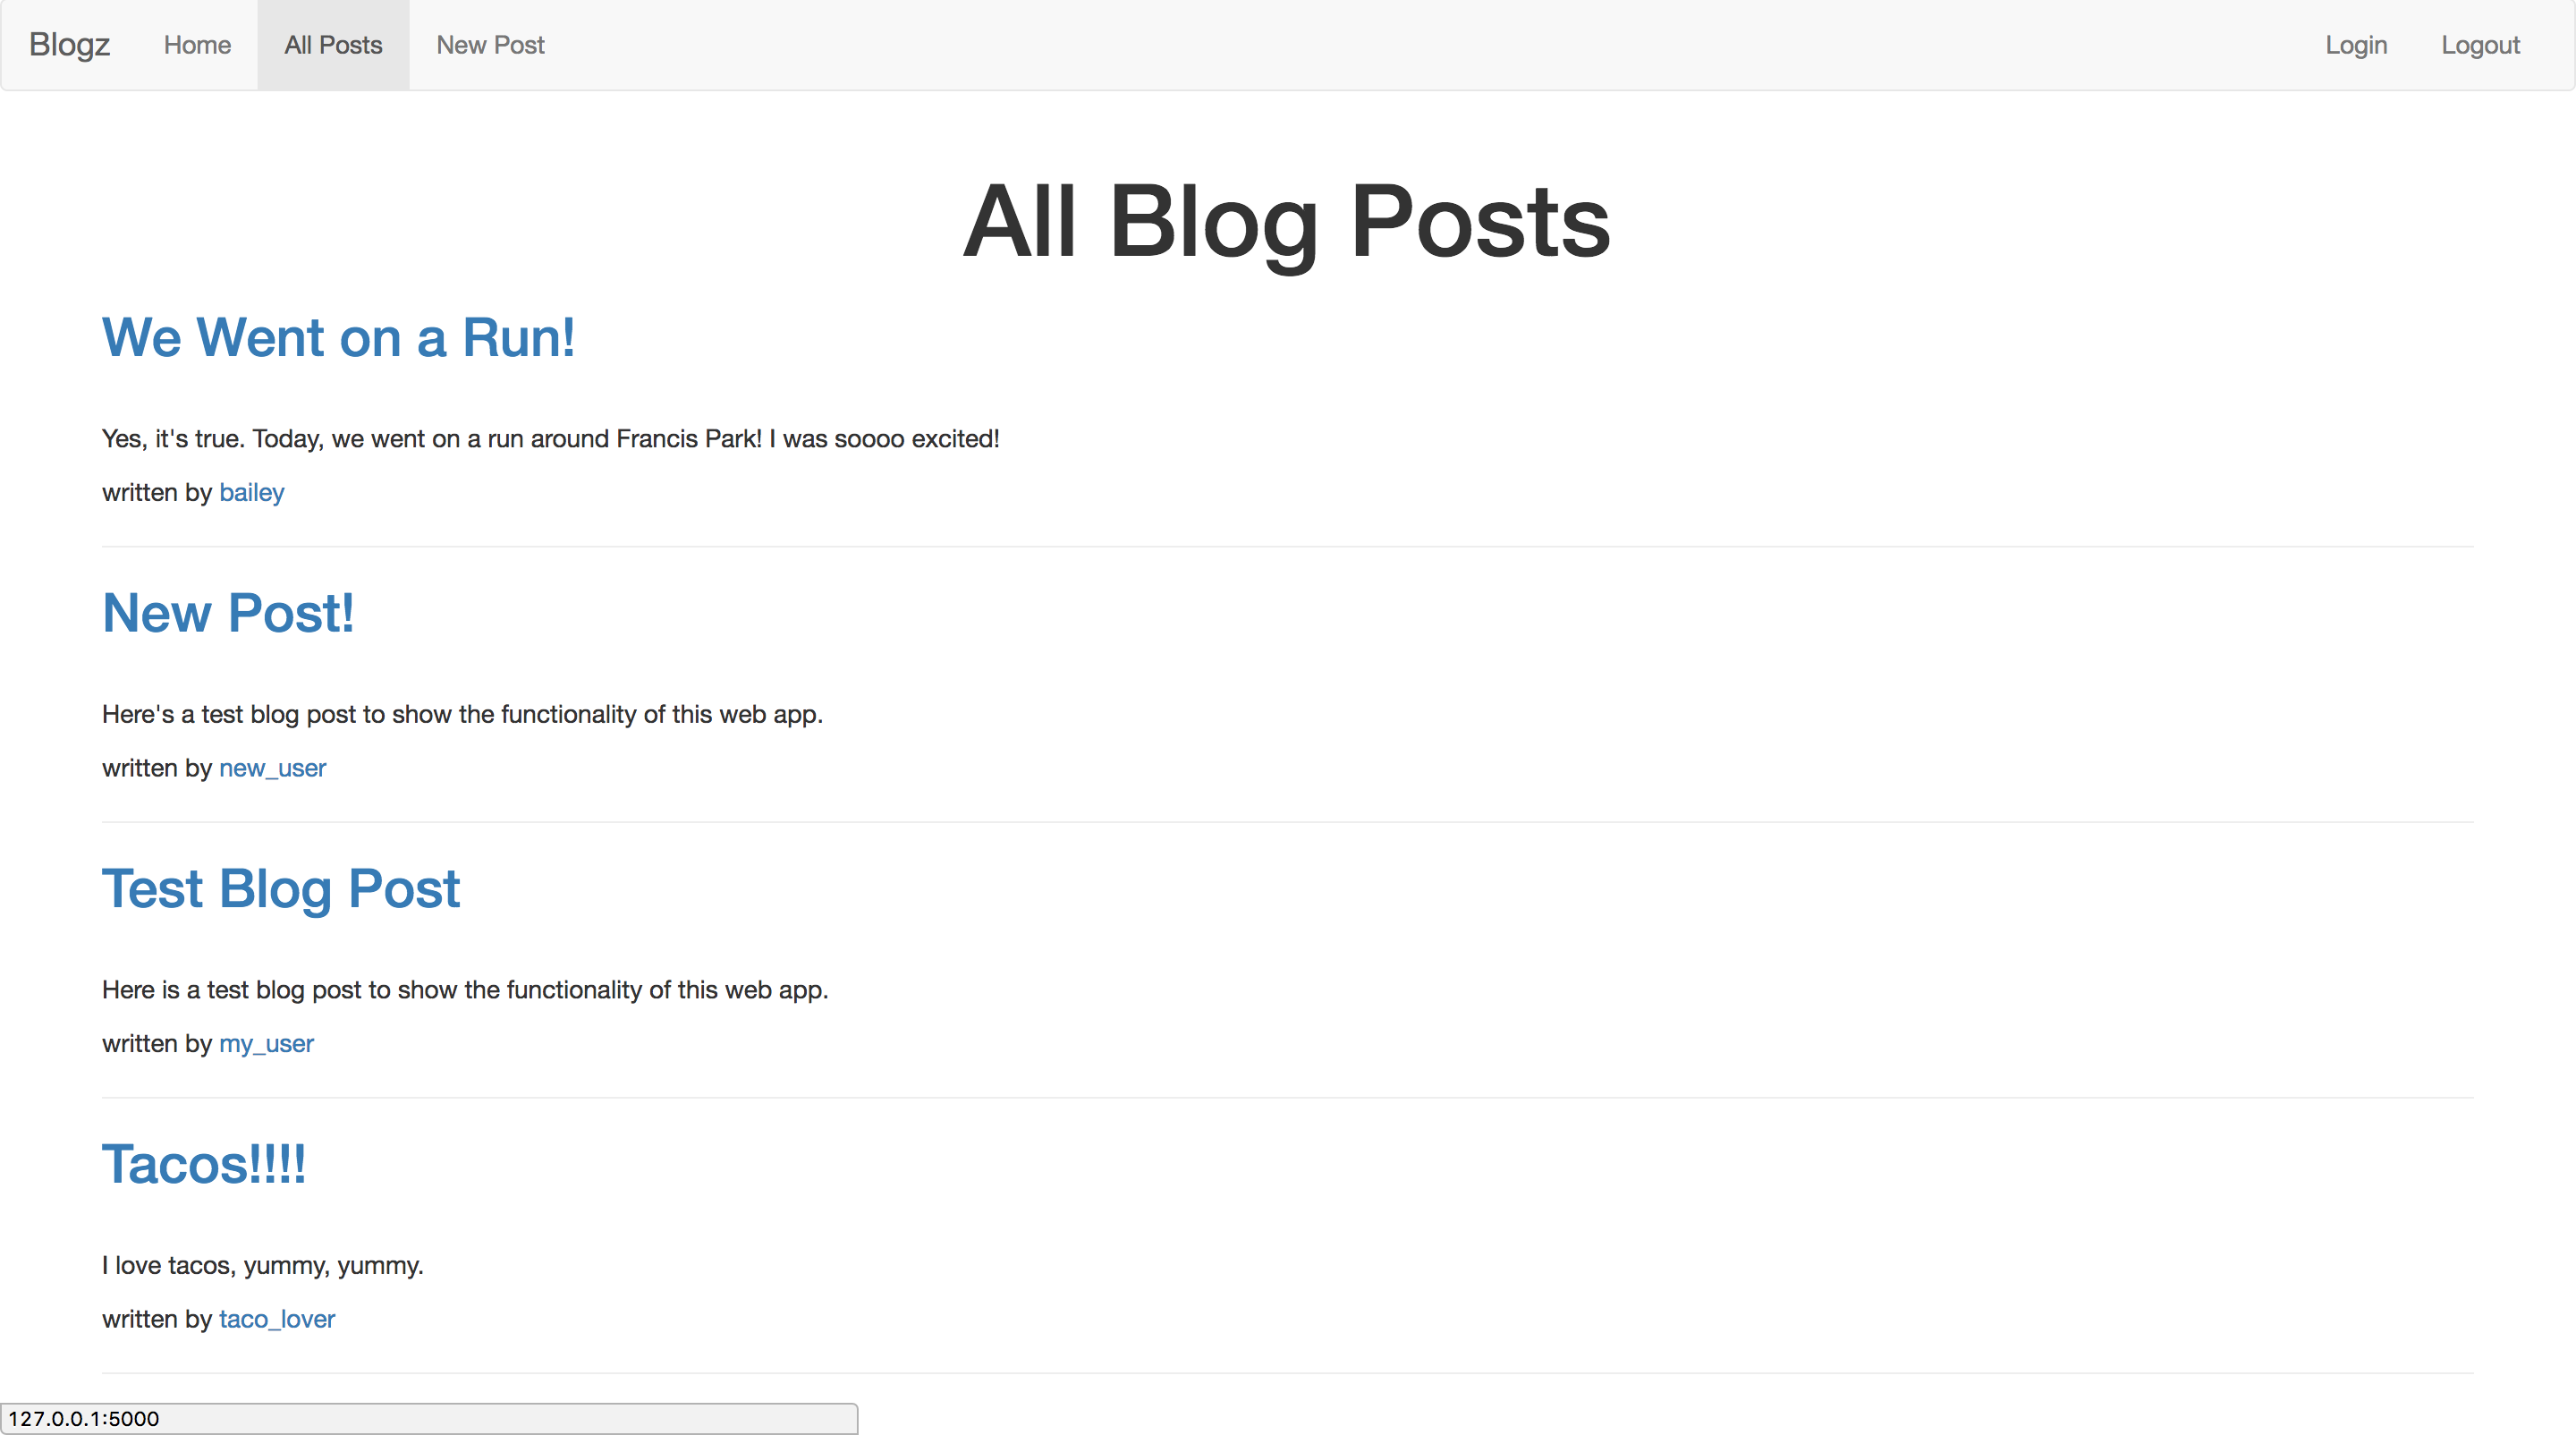 Blogz Home All Posts New Post Login Logout
All Blog Posts
We Went on a Run!
Yes, it's true. Today, we went on a run around Francis Park! I was soooo excited!
written by bailey
New Post!
Here's a test blog post to show the functionality of this web app.
written by new_user
Test Blog Post
Here is a test blog post to show the functionality of this web app.
written by my_user
Tacos!!!!
I love tacos, yummy, yummy.
written by taco_lover
127.0.0.1:5000